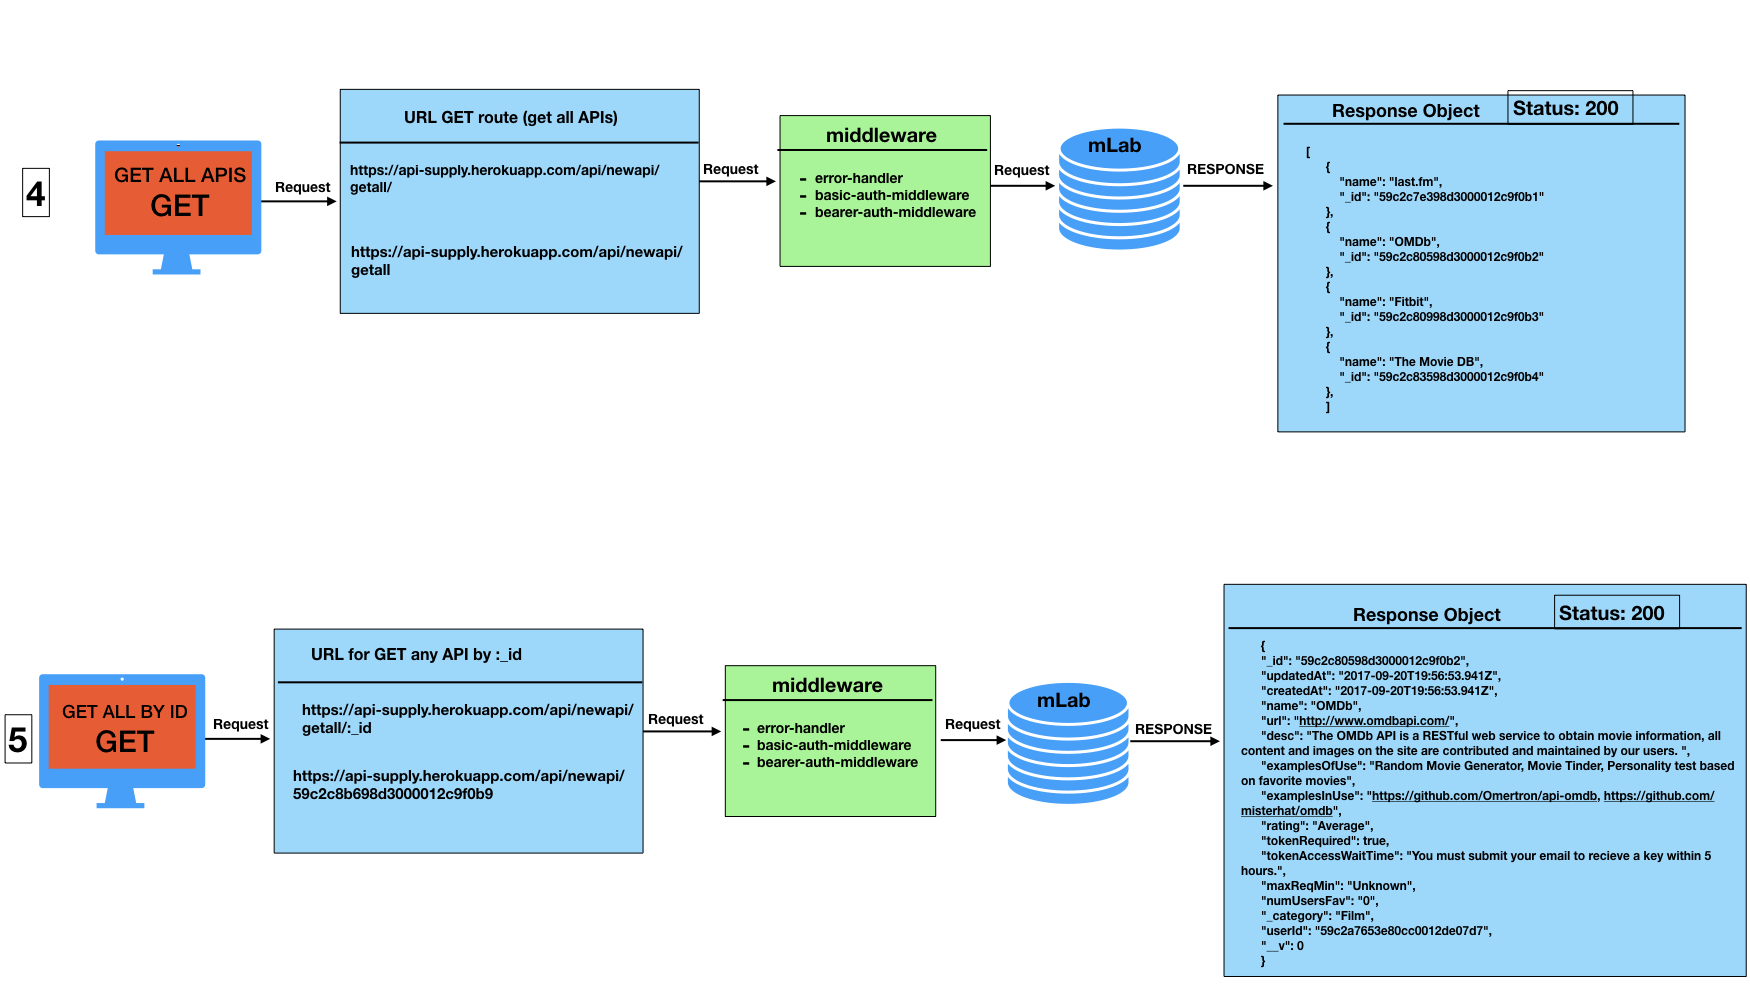 4
GET ALL APIS
GET
Request
URL GET route (get all APIs)
https://api-supply.herokuapp.com/api/newapi/
getall/
https://api-supply.herokuapp.com/api/newapi/
getall
Request
middleware
- error-handler
- basic-auth-middleware
- bearer-auth-middleware
Request
mLab
RESPONSE
Response Object
Status: 200
[
{
"name": "last.fm",
"_id": "59c2c7e398d3000012c9f0b1"
},
{
"name": "OMDb",
"_id": "59c2c80598d3000012c9f0b2"
},
{
"name": "Fitbit",
"_id": "59c2c80998d3000012c9f0b3"
},
{
"name": "The Movie DB",
"_id": "59c2c83598d3000012c9f0b4"
},
]
5
GET ALL BY ID
GET
Request
URL for GET any API by :_id
https://api-supply.herokuapp.com/api/newapi/
getall/:_id
https://api-supply.herokuapp.com/api/newapi/
59c2c8b698d3000012c9f0b9
Request
middleware
- error-handler
- basic-auth-middleware
- bearer-auth-middleware
Request
mLab
RESPONSE
Response Object
Status: 200
{
"_id": "59c2c80598d3000012c9f0b2",
"updatedAt": "2017-09-20T19:56:53.941Z",
"createdAt": "2017-09-20T19:56:53.941Z",
"name": "OMDb",
"url": "http://www.omdbapi.com/",
"desc": "The OMDb API is a RESTful web service to obtain movie information, all
content and images on the site are contributed and maintained by our users. ",
"examplesOfUse": "Random Movie Generator, Movie Tinder, Personality test based
on favorite movies",
"examplesInUse": "https://github.com/Omertron/api-omdb, https://github.com/
misterhat/omdb",
"rating": "Average",
"tokenRequired": true,
"tokenAccessWaitTime": "You must submit your email to recieve a key within 5
hours.",
"maxReqMin": "Unknown",
"numUsersFav": "0",
"_category": "Film",
"userId": "59c2a7653e80cc0012de07d7",
"__v": 0
}